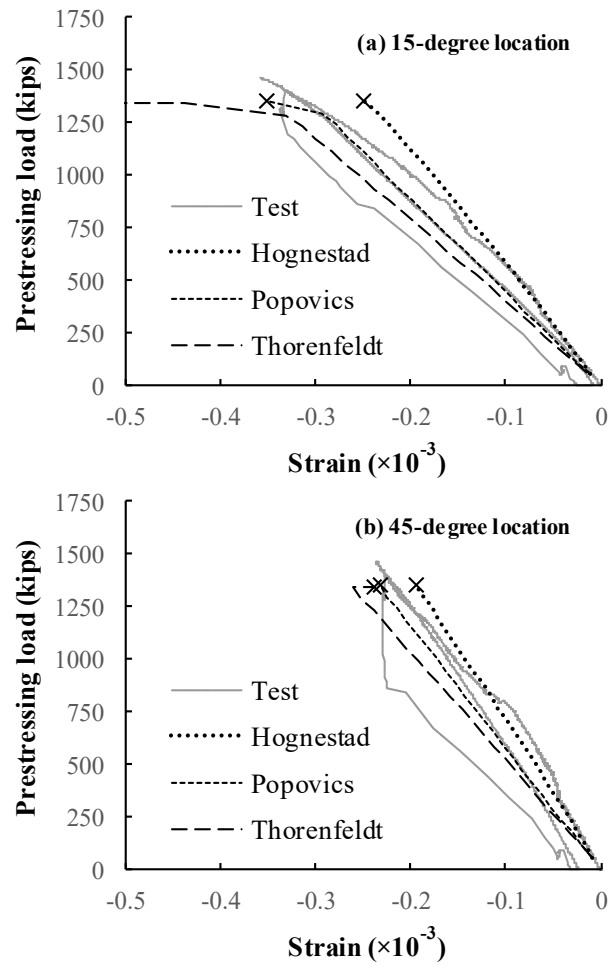 (a) 15-degree location
Prestressing load (kips)
1750
1500
1250
1000
750
500
250
0
Test
Hognestad
Popovics
Thorenfeldt
-0.5 -0.4 -0.3 -0.2 -0.1 0
Strain (×10⁻³)
(b) 45-degree location
Prestressing load (kips)
1750
1500
1250
1000
750
500
250
0
Test
Hognestad
Popovics
Thorenfeldt
-0.5 -0.4 -0.3 -0.2 -0.1 0
Strain (×10⁻³)